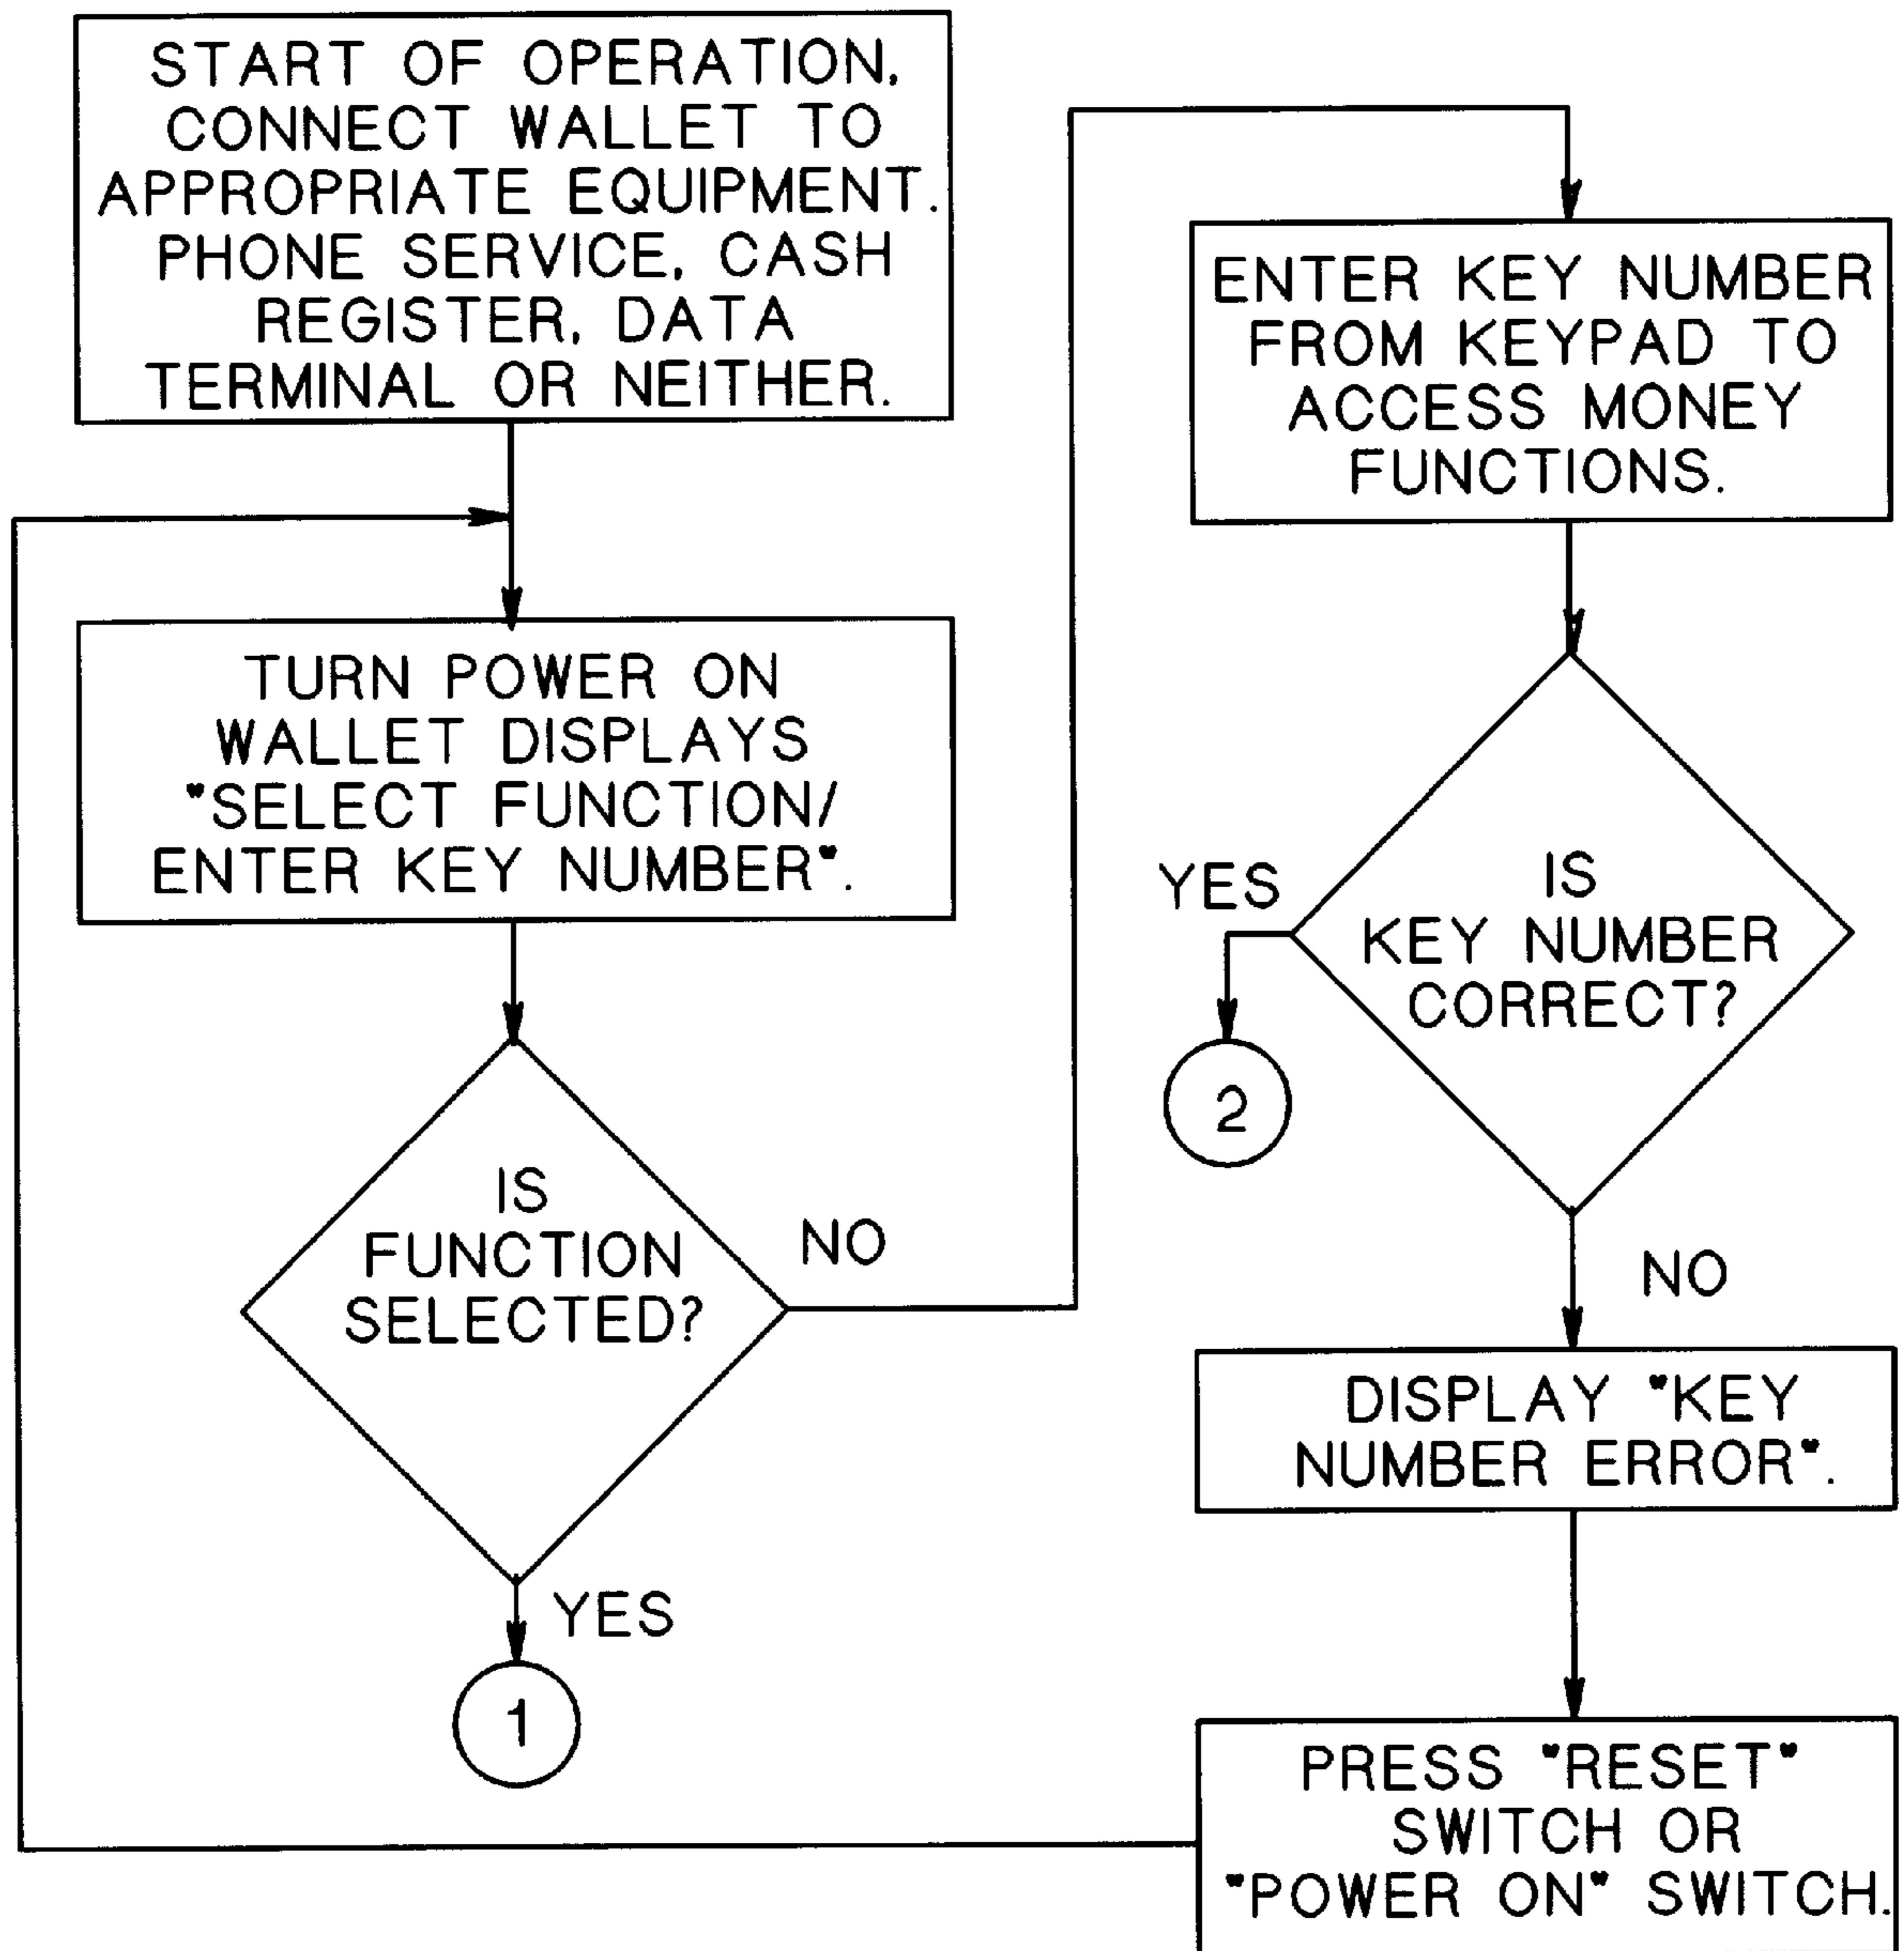 START OF OPERATION,
CONNECT WALLET TO
APPROPRIATE EQUIPMENT.
PHONE SERVICE, CASH
REGISTER, DATA
TERMINAL OR NEITHER.
TURN POWER ON
WALLET DISPLAYS
"SELECT FUNCTION/
ENTER KEY NUMBER".
IS
FUNCTION
SELECTED?
NO
YES
1
ENTER KEY NUMBER
FROM KEYPAD TO
ACCESS MONEY
FUNCTIONS.
IS
KEY NUMBER
CORRECT?
YES
2
NO
DISPLAY "KEY
NUMBER ERROR".
PRESS "RESET"
SWITCH OR
"POWER ON" SWITCH.